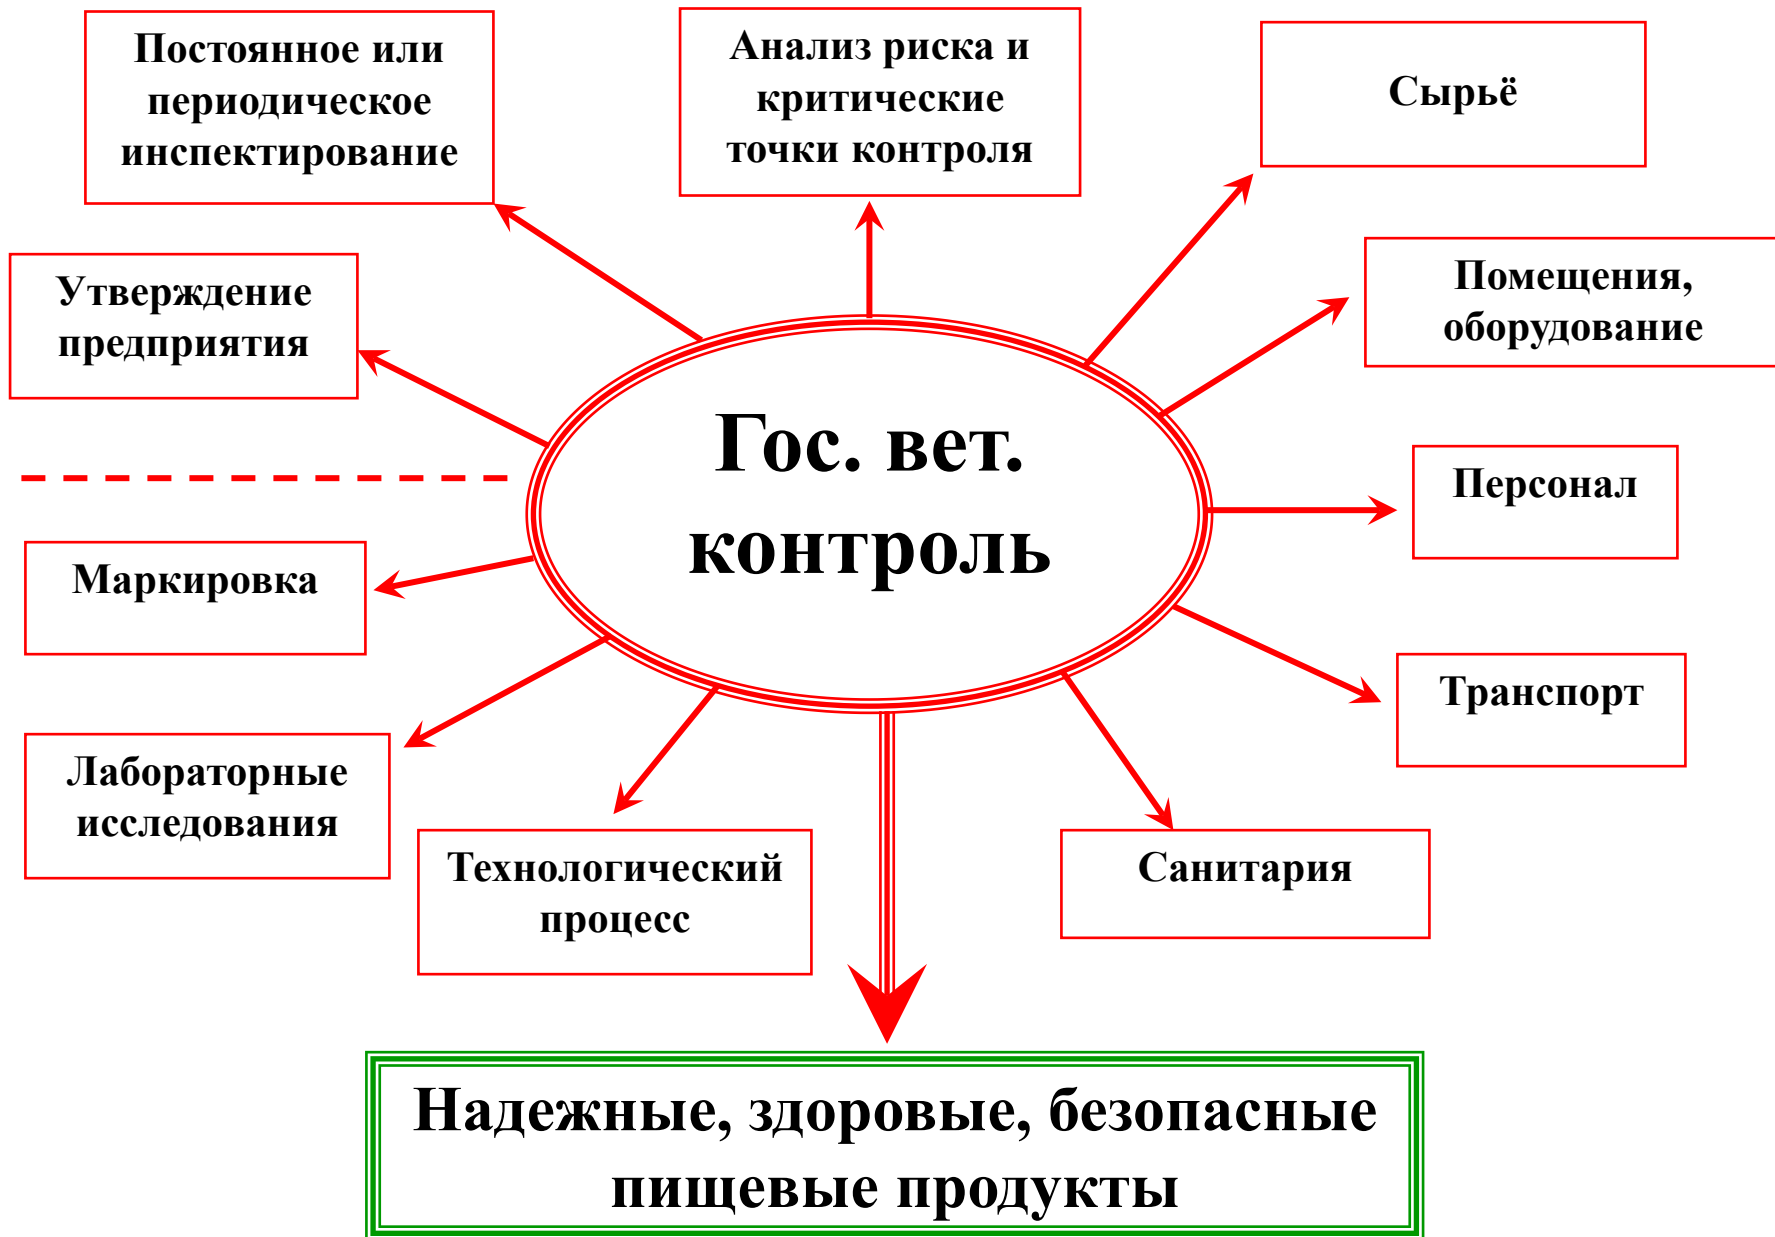 Постоянное или
периодическое
инспектирование
Анализ риска и
критические
точки контроля
Сырьё
Утверждение
предприятия
Помещения,
оборудование
Гос. вет.
контроль
Персонал
Маркировка
Транспорт
Лабораторные
исследования
Технологический
процесс
Санитария
Надежные, здоровые, безопасные
пищевые продукты